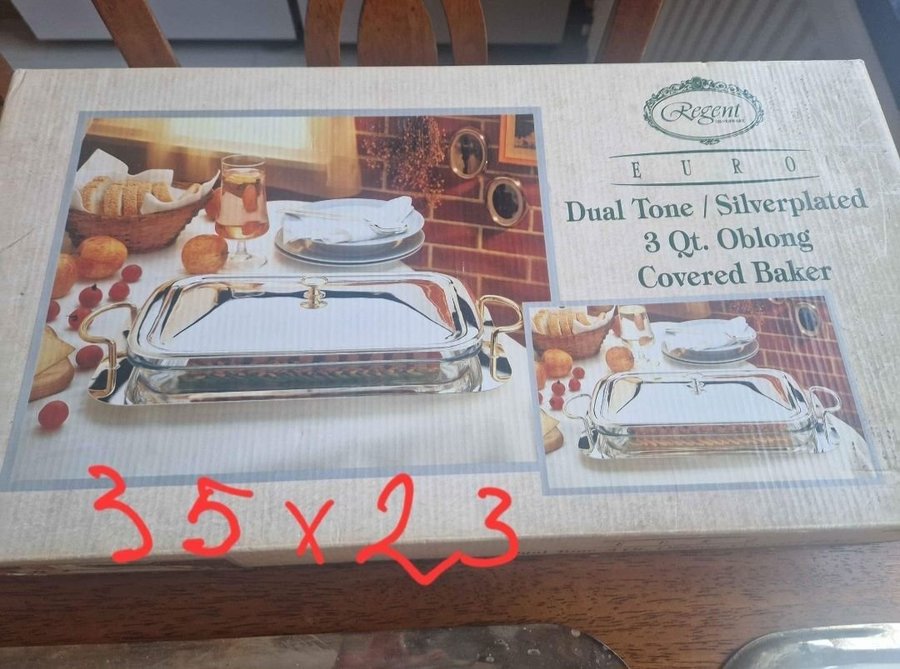 Regent
EURO
Dual Tone / Silverplated
3 Qt. Oblong
Covered Baker
35 x 23